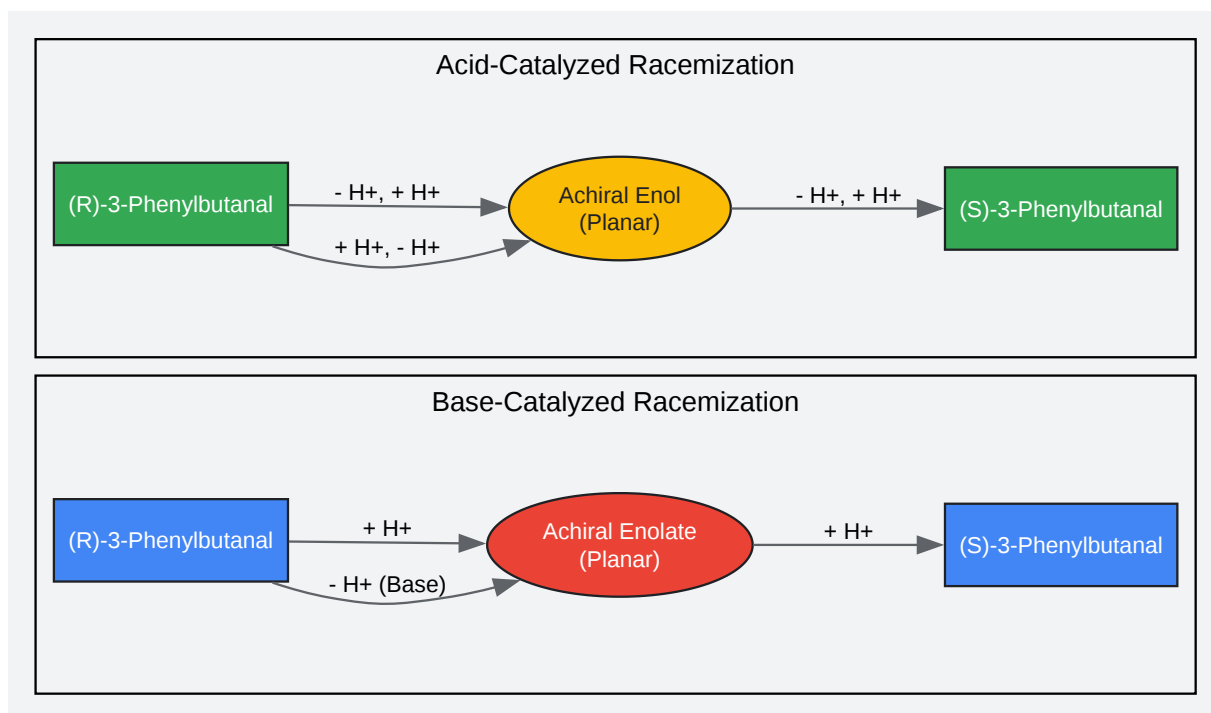 Acid-Catalyzed Racemization
(R)-3-Phenylbutanal
- H+, + H+
+ H+, - H+
Achiral Enol
(Planar)
- H+, + H+
(S)-3-Phenylbutanal
Base-Catalyzed Racemization
(R)-3-Phenylbutanal
+ H+
- H+ (Base)
Achiral Enolate
(Planar)
+ H+
(S)-3-Phenylbutanal